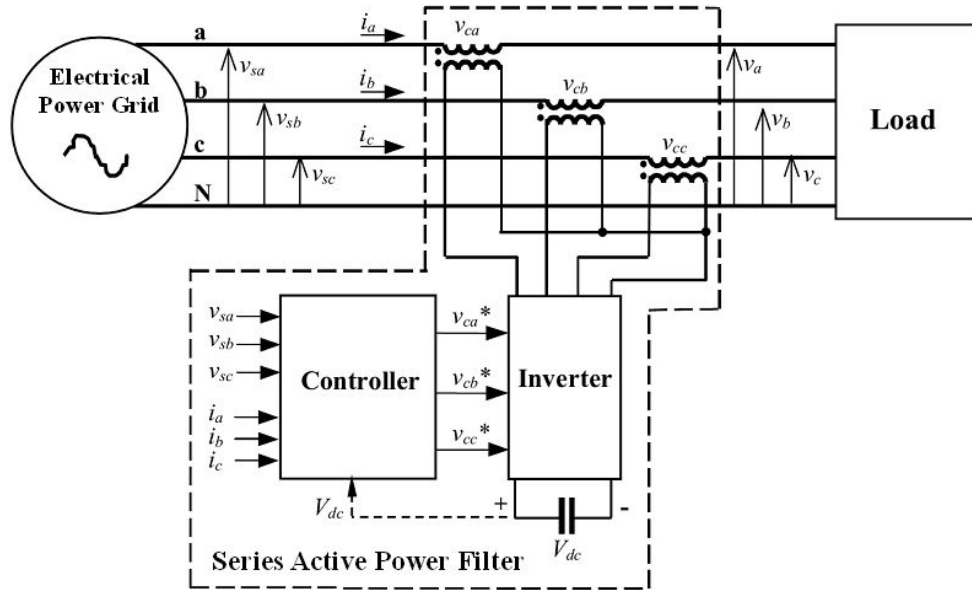 Electrical
Power Grid
a
b
c
N
i_a
i_b
i_c
v_sa
v_sb
v_sc
v_ca
v_cb
v_cc
v_a
v_b
v_c
Load
v_sa
v_sb
v_sc
i_a
i_b
i_c
Controller
v_ca*
v_cb*
v_cc*
Inverter
V_dc
+
-
V_dc
Series Active Power Filter